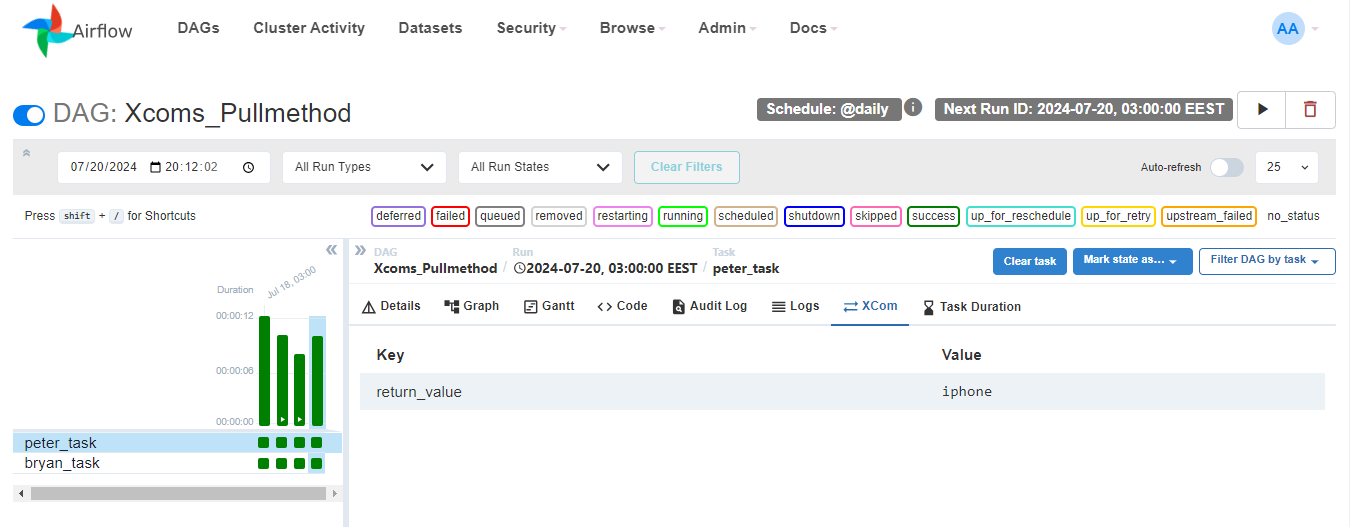 Airflow DAGs Cluster Activity Datasets Security Browse Admin Docs AA
DAG: Xcoms_Pullmethod Schedule: @daily i Next Run ID: 2024-07-20, 03:00:00 EEST
07/20/2024 20:12:02 All Run Types All Run States Clear Filters Auto-refresh 25
Press shift + / for Shortcuts deferred failed queued removed restarting running scheduled shutdown skipped success up_for_reschedule up_for_retry upstream_failed no_status
DAG Run Task
Xcoms_Pullmethod / 2024-07-20, 03:00:00 EEST / peter_task Clear task Mark state as... Filter DAG by task
Jul 18, 03:00
Duration
00:00:12
00:00:06
00:00:00
peter_task
bryan_task
Details Graph Gantt Code Audit Log Logs XCom Task Duration
Key Value
return_value iphone